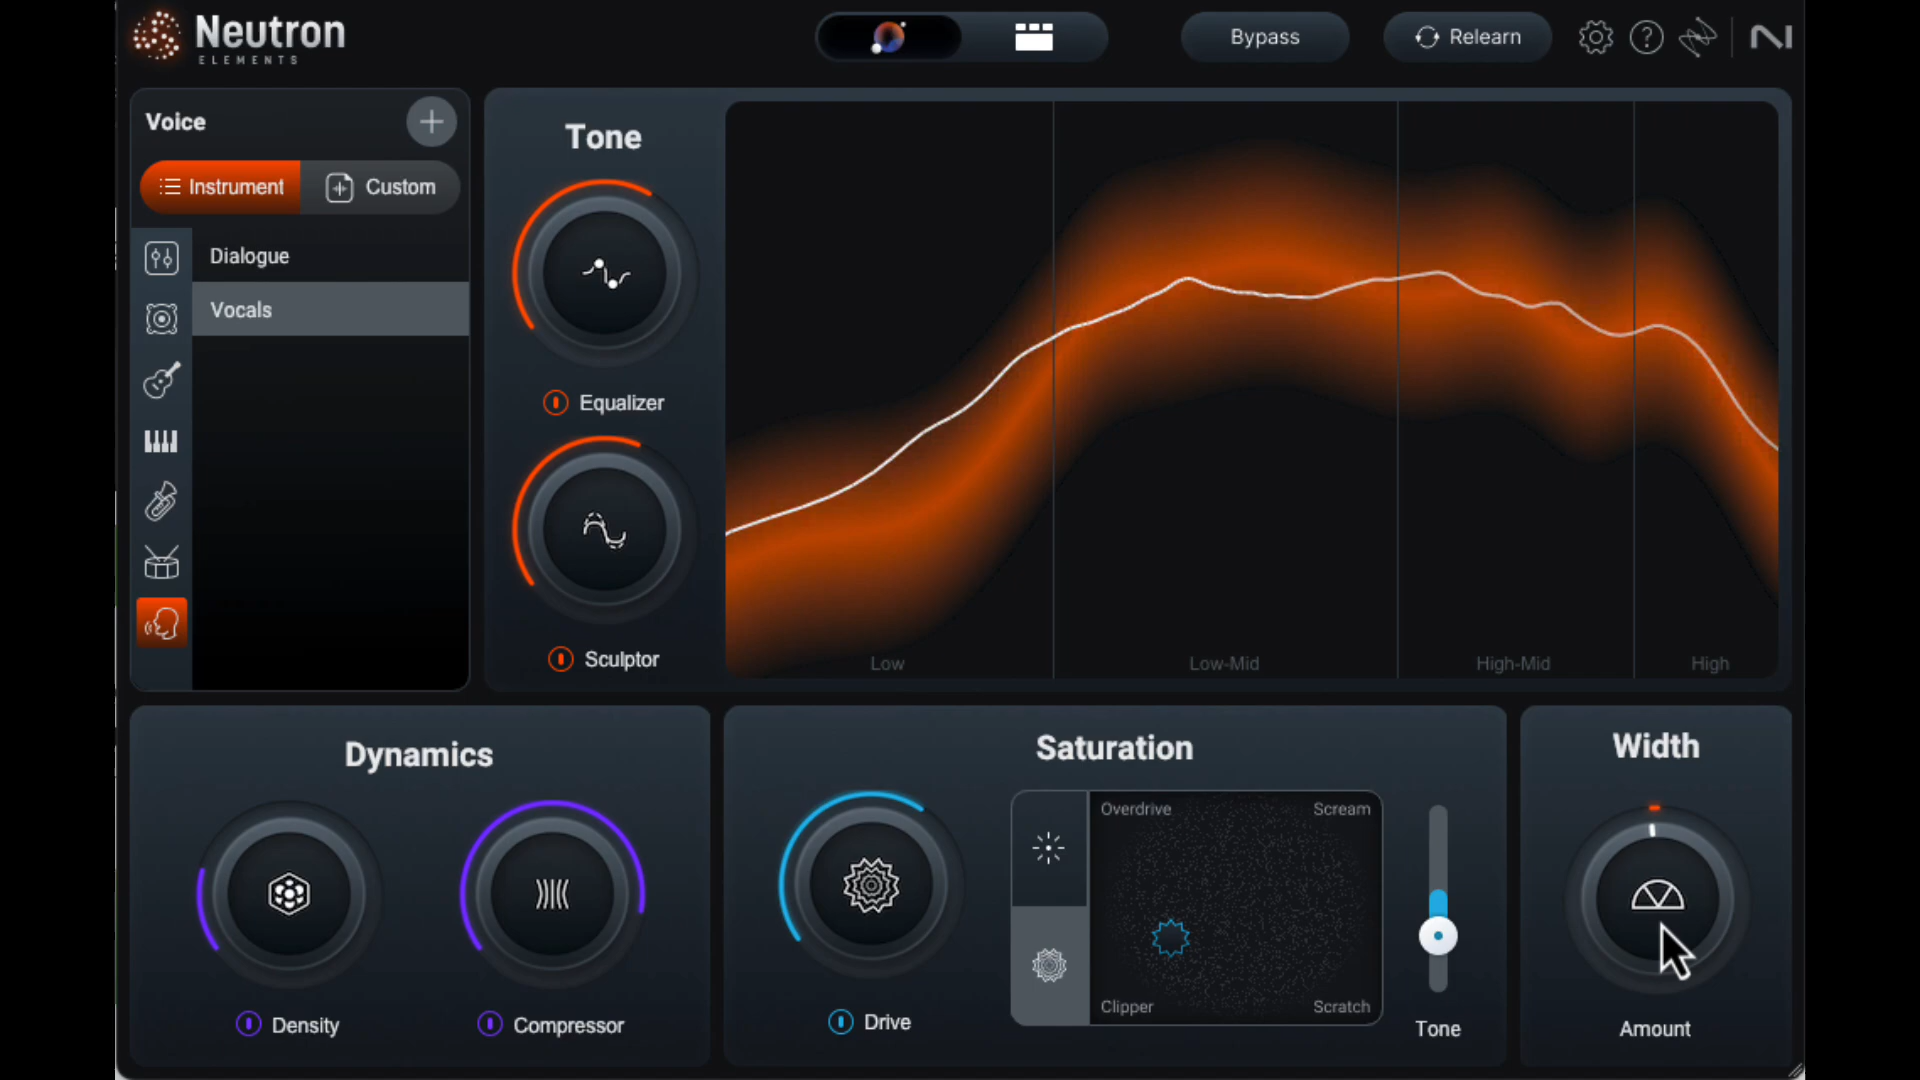 Neutron
ELEMENTS
Bypass
Relearn
Voice
Instrument
Custom
Dialogue
Vocals
Tone
Equalizer
Sculptor
Low
Low-Mid
High-Mid
High
Dynamics
Density
Compressor
Saturation
Drive
Overdrive
Scream
Clipper
Scratch
Tone
Width
Amount